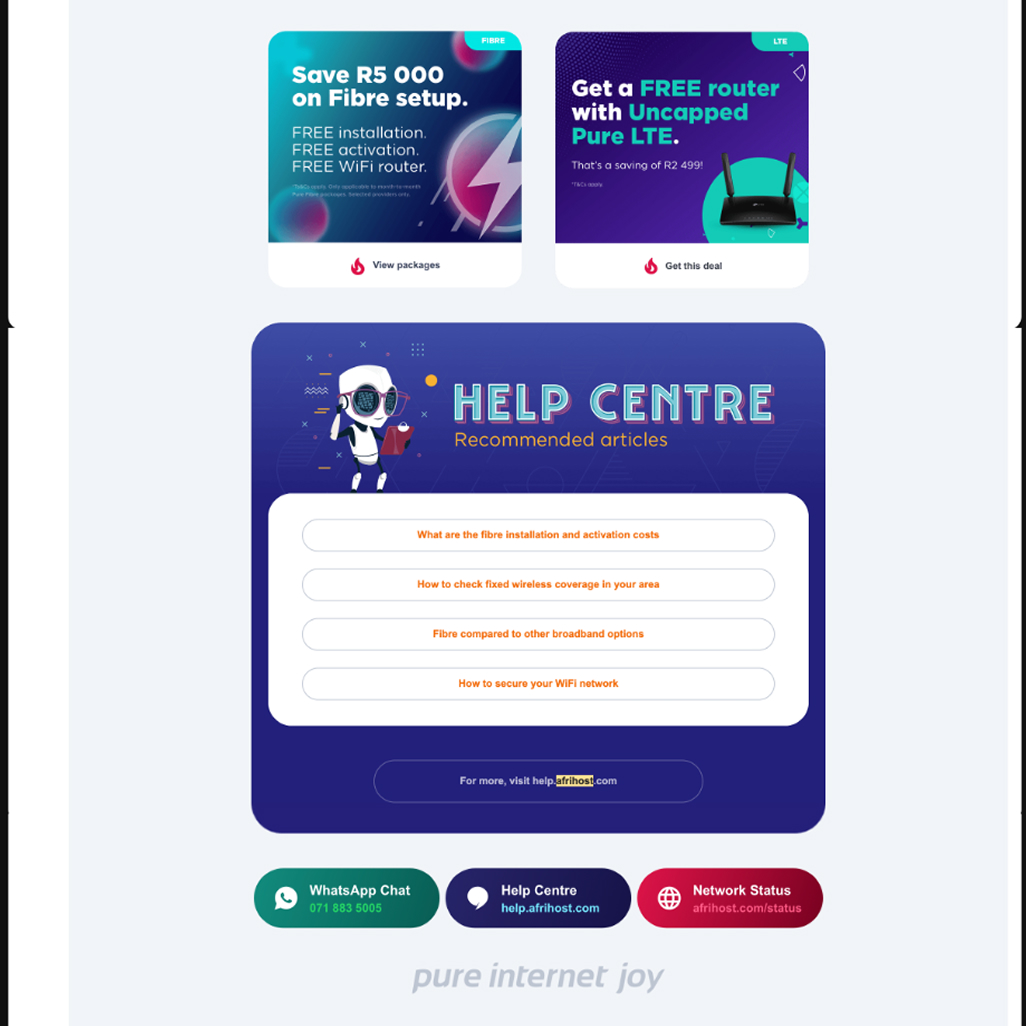 FIBRE
Save R5 000
on Fibre setup.
FREE installation.
FREE activation.
FREE WiFi router.
*Ts&Cs apply. Only applicable to month-to-month
Pure Fibre packages. Selected providers only.
View packages
LTE
Get a FREE router
with Uncapped
Pure LTE.
That's a saving of R2 499!
*Ts&Cs apply.
Get this deal
HELP CENTRE
Recommended articles
What are the fibre installation and activation costs
How to check fixed wireless coverage in your area
Fibre compared to other broadband options
How to secure your WiFi network
For more, visit help.afrihost.com
WhatsApp Chat
071 883 5005
Help Centre
help.afrihost.com
Network Status
afrihost.com/status
pure internet joy